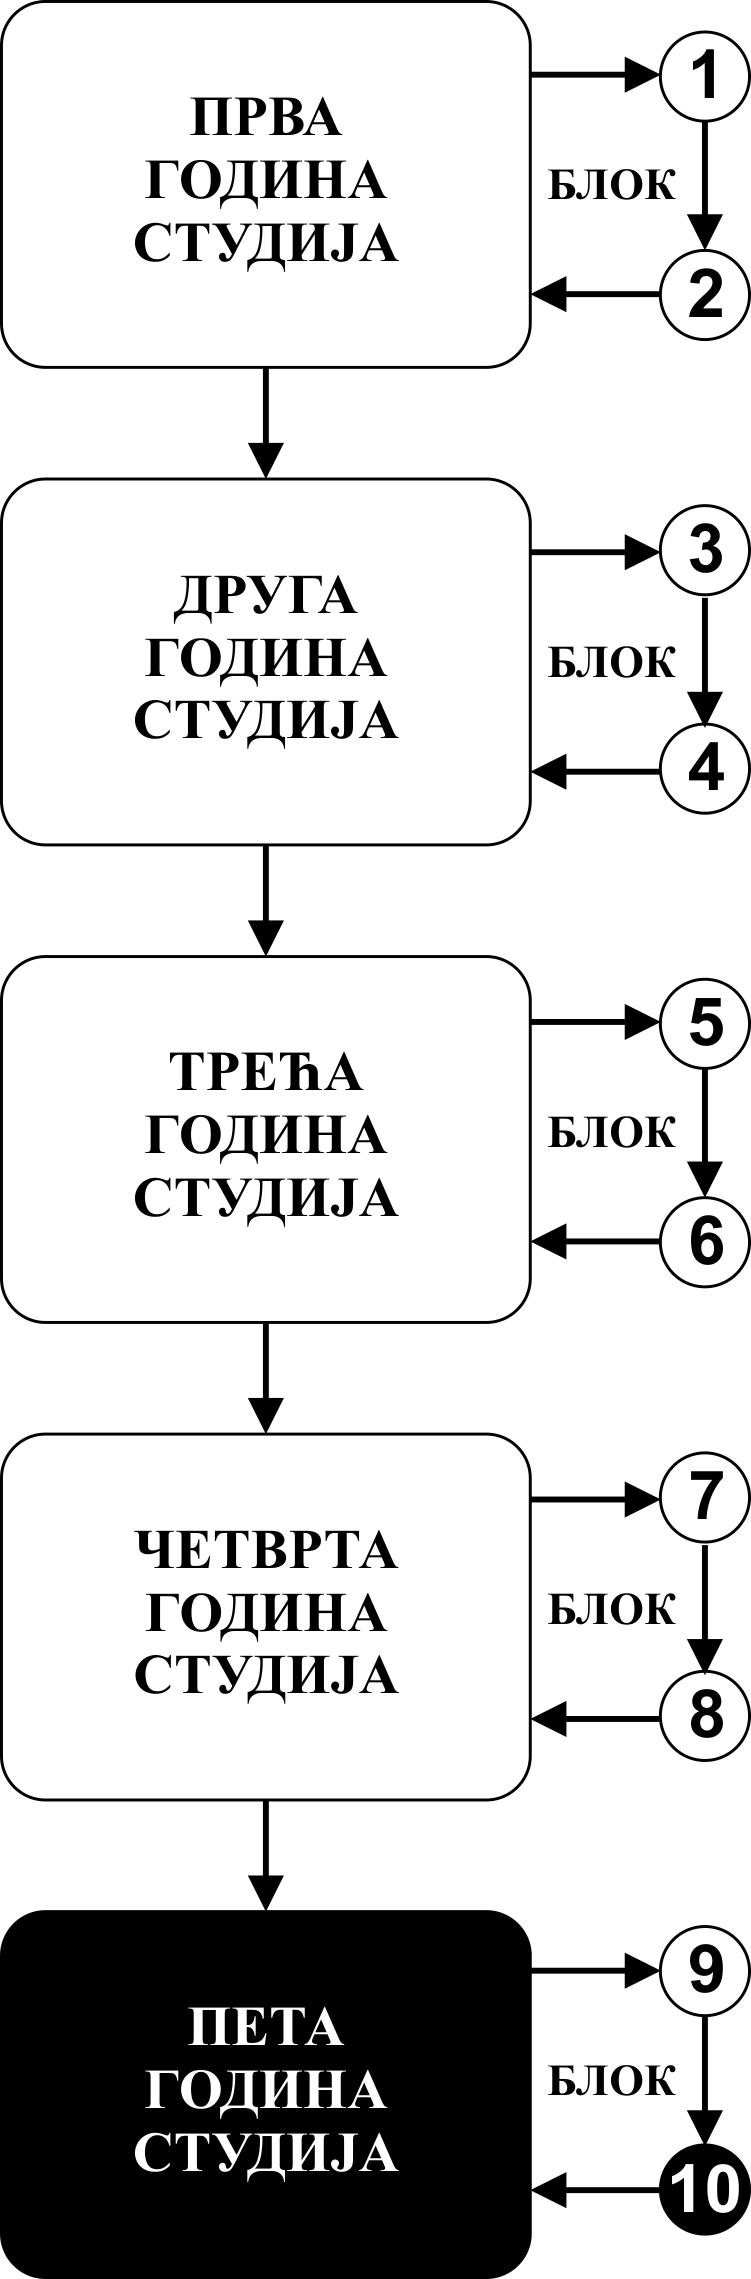 ПРВА
ГОДИНА
СТУДИЈА
1
БЛОК
2
ДРУГА
ГОДИНА
СТУДИЈА
3
БЛОК
4
ТРЕЋА
ГОДИНА
СТУДИЈА
5
БЛОК
6
ЧЕТВРТА
ГОДИНА
СТУДИЈА
7
БЛОК
8
ПЕТА
ГОДИНА
СТУДИЈА
9
БЛОК
10